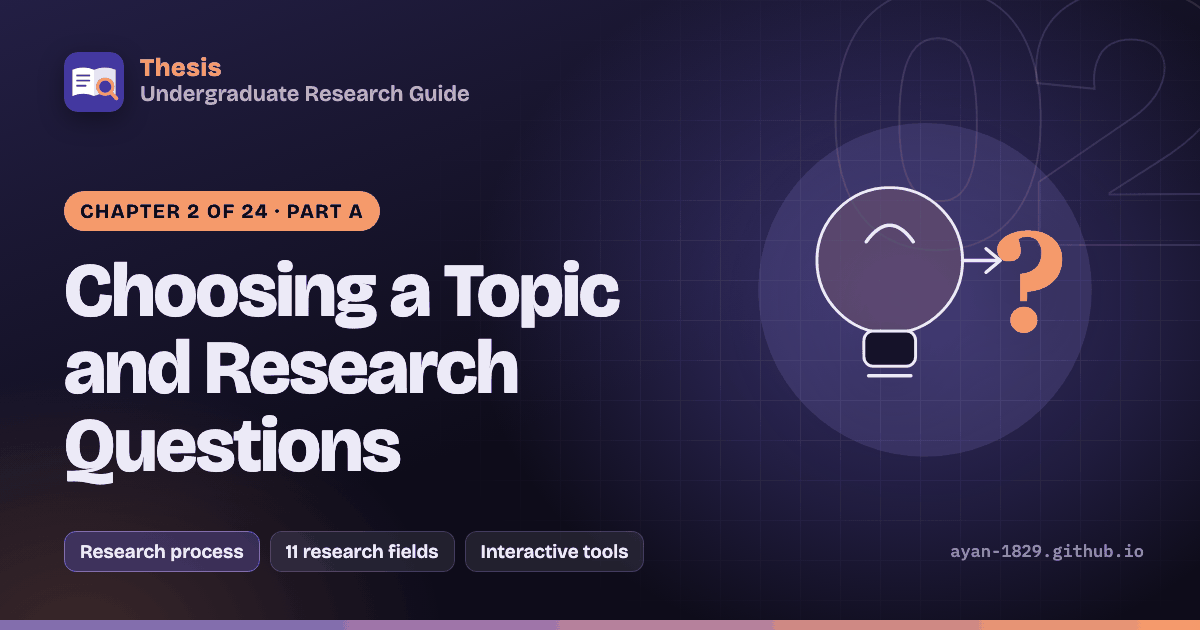 Thesis
Undergraduate Research Guide
02
CHAPTER 2 OF 24 · PART A
Choosing a Topic
and Research
Questions
?
Research process
11 research fields
Interactive tools
ayan-1829.github.io